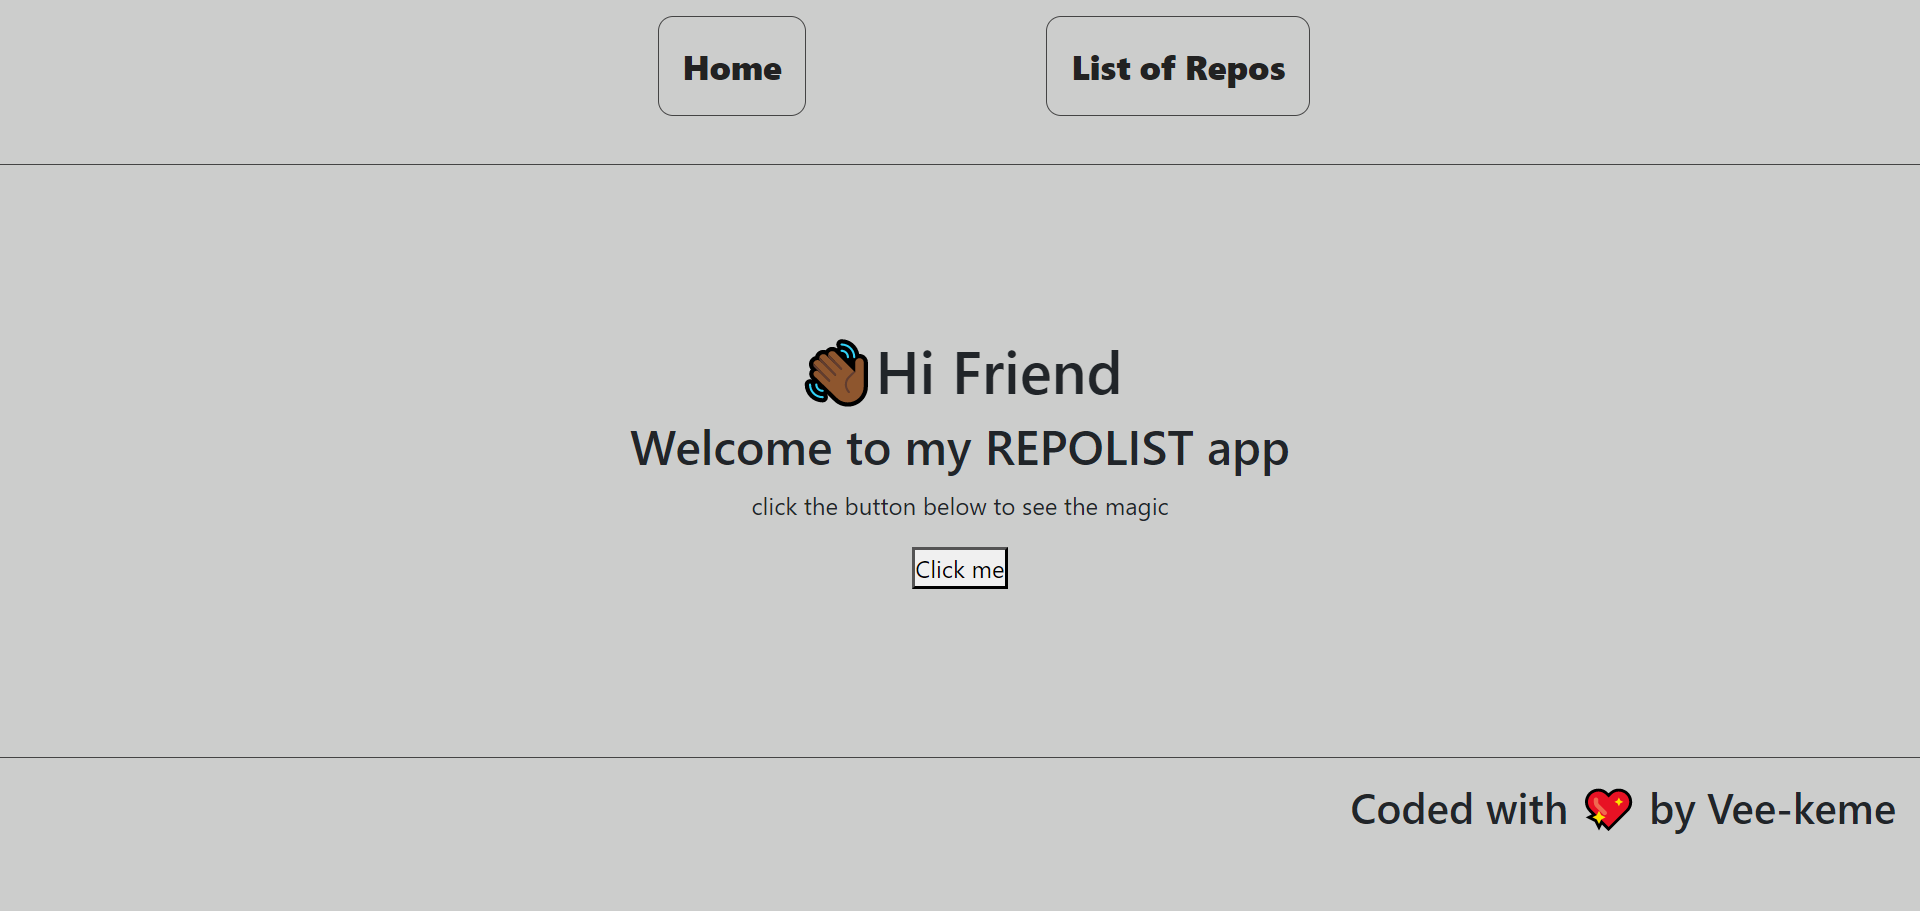 Home
List of Repos
👋🏾Hi Friend
Welcome to my REPOLIST app
click the button below to see the magic
Click me
Coded with 💖 by Vee-keme